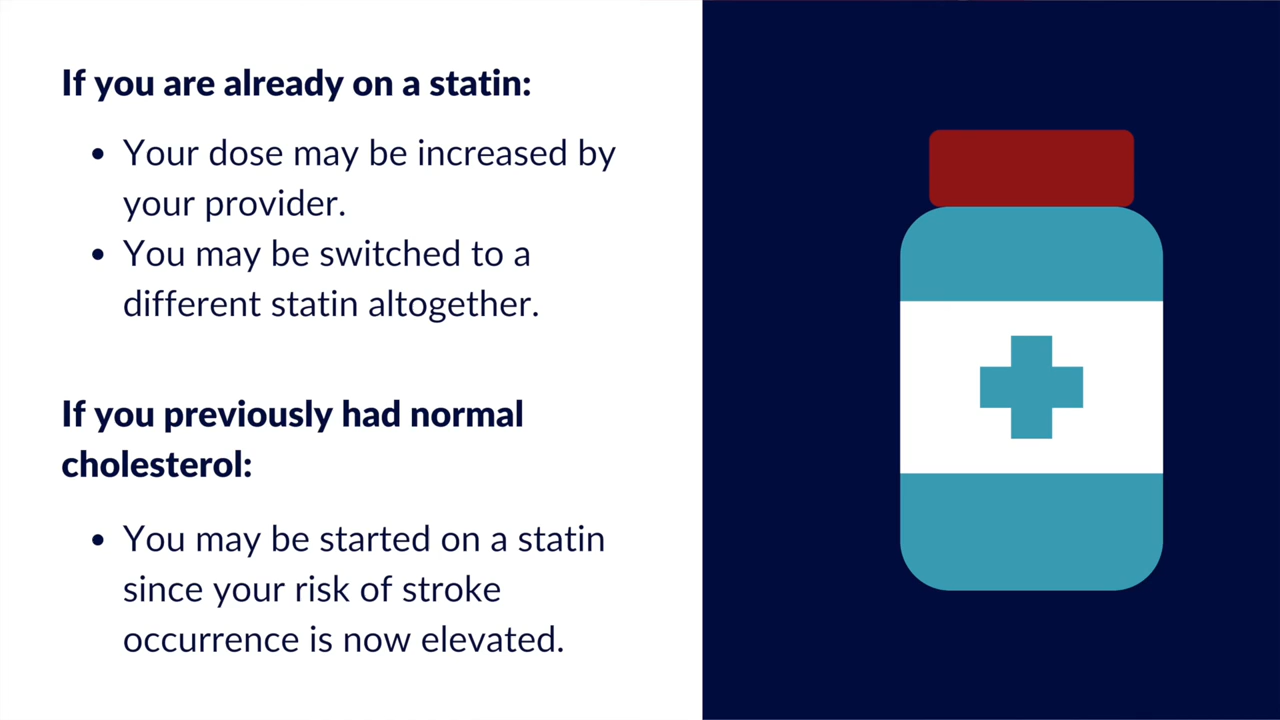 If you are already on a statin:
• Your dose may be increased by
your provider.
• You may be switched to a
different statin altogether.
If you previously had normal
cholesterol:
• You may be started on a statin
since your risk of stroke
occurrence is now elevated.